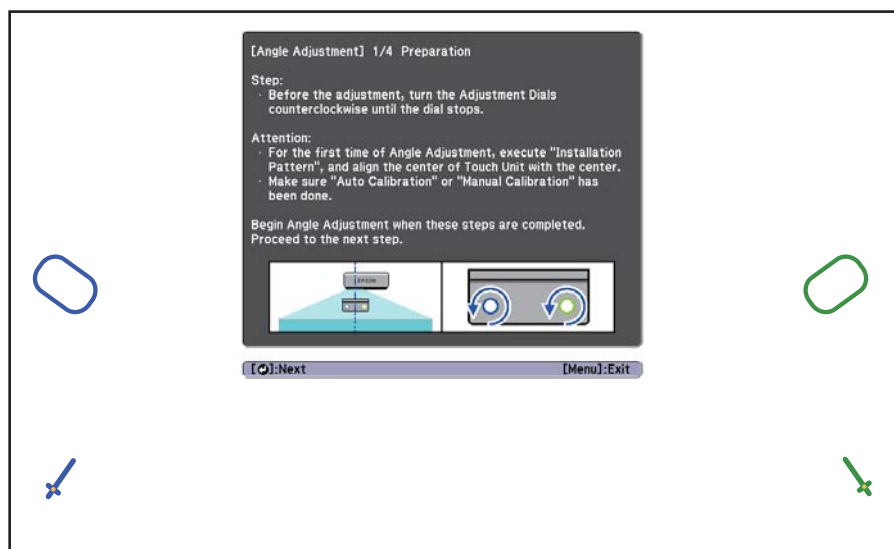 [Angle Adjustment] 1/4 Preparation
Step:
· Before the adjustment, turn the Adjustment Dials
counterclockwise until the dial stops.
Attention:
· For the first time of Angle Adjustment, execute "Installation
Pattern", and align the center of Touch Unit with the center.
· Make sure "Auto Calibration" or "Manual Calibration" has
been done.
Begin Angle Adjustment when these steps are completed.
Proceed to the next step.
EPSON
[⏎]:Next [Menu]:Exit